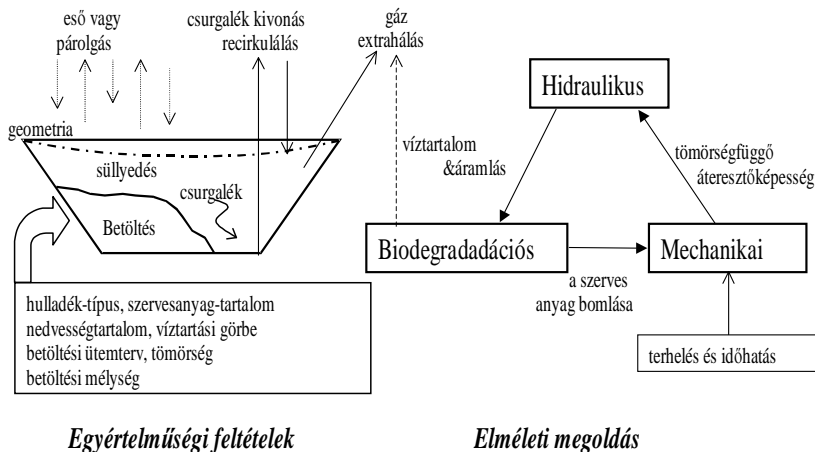 eső vagy
párolgás
csurgalék kivonás
recirkulálás
gáz
extrahálás
geometria
süllyedés
csurgalék
Betöltés
hulladék-típus, szervesanyag-tartalom
nedvességtartalom, víztartási görbe
betöltési ütemterv, tömörség
betöltési mélység
Egyértelműségi feltételek
Hidraulikus
víztartalom
&áramlás
tömörségfüggő
áteresztőképesség
Biodegradadációs
Mechanikai
a szerves
anyag bomlása
terhelés és időhatás
Elméleti megoldás